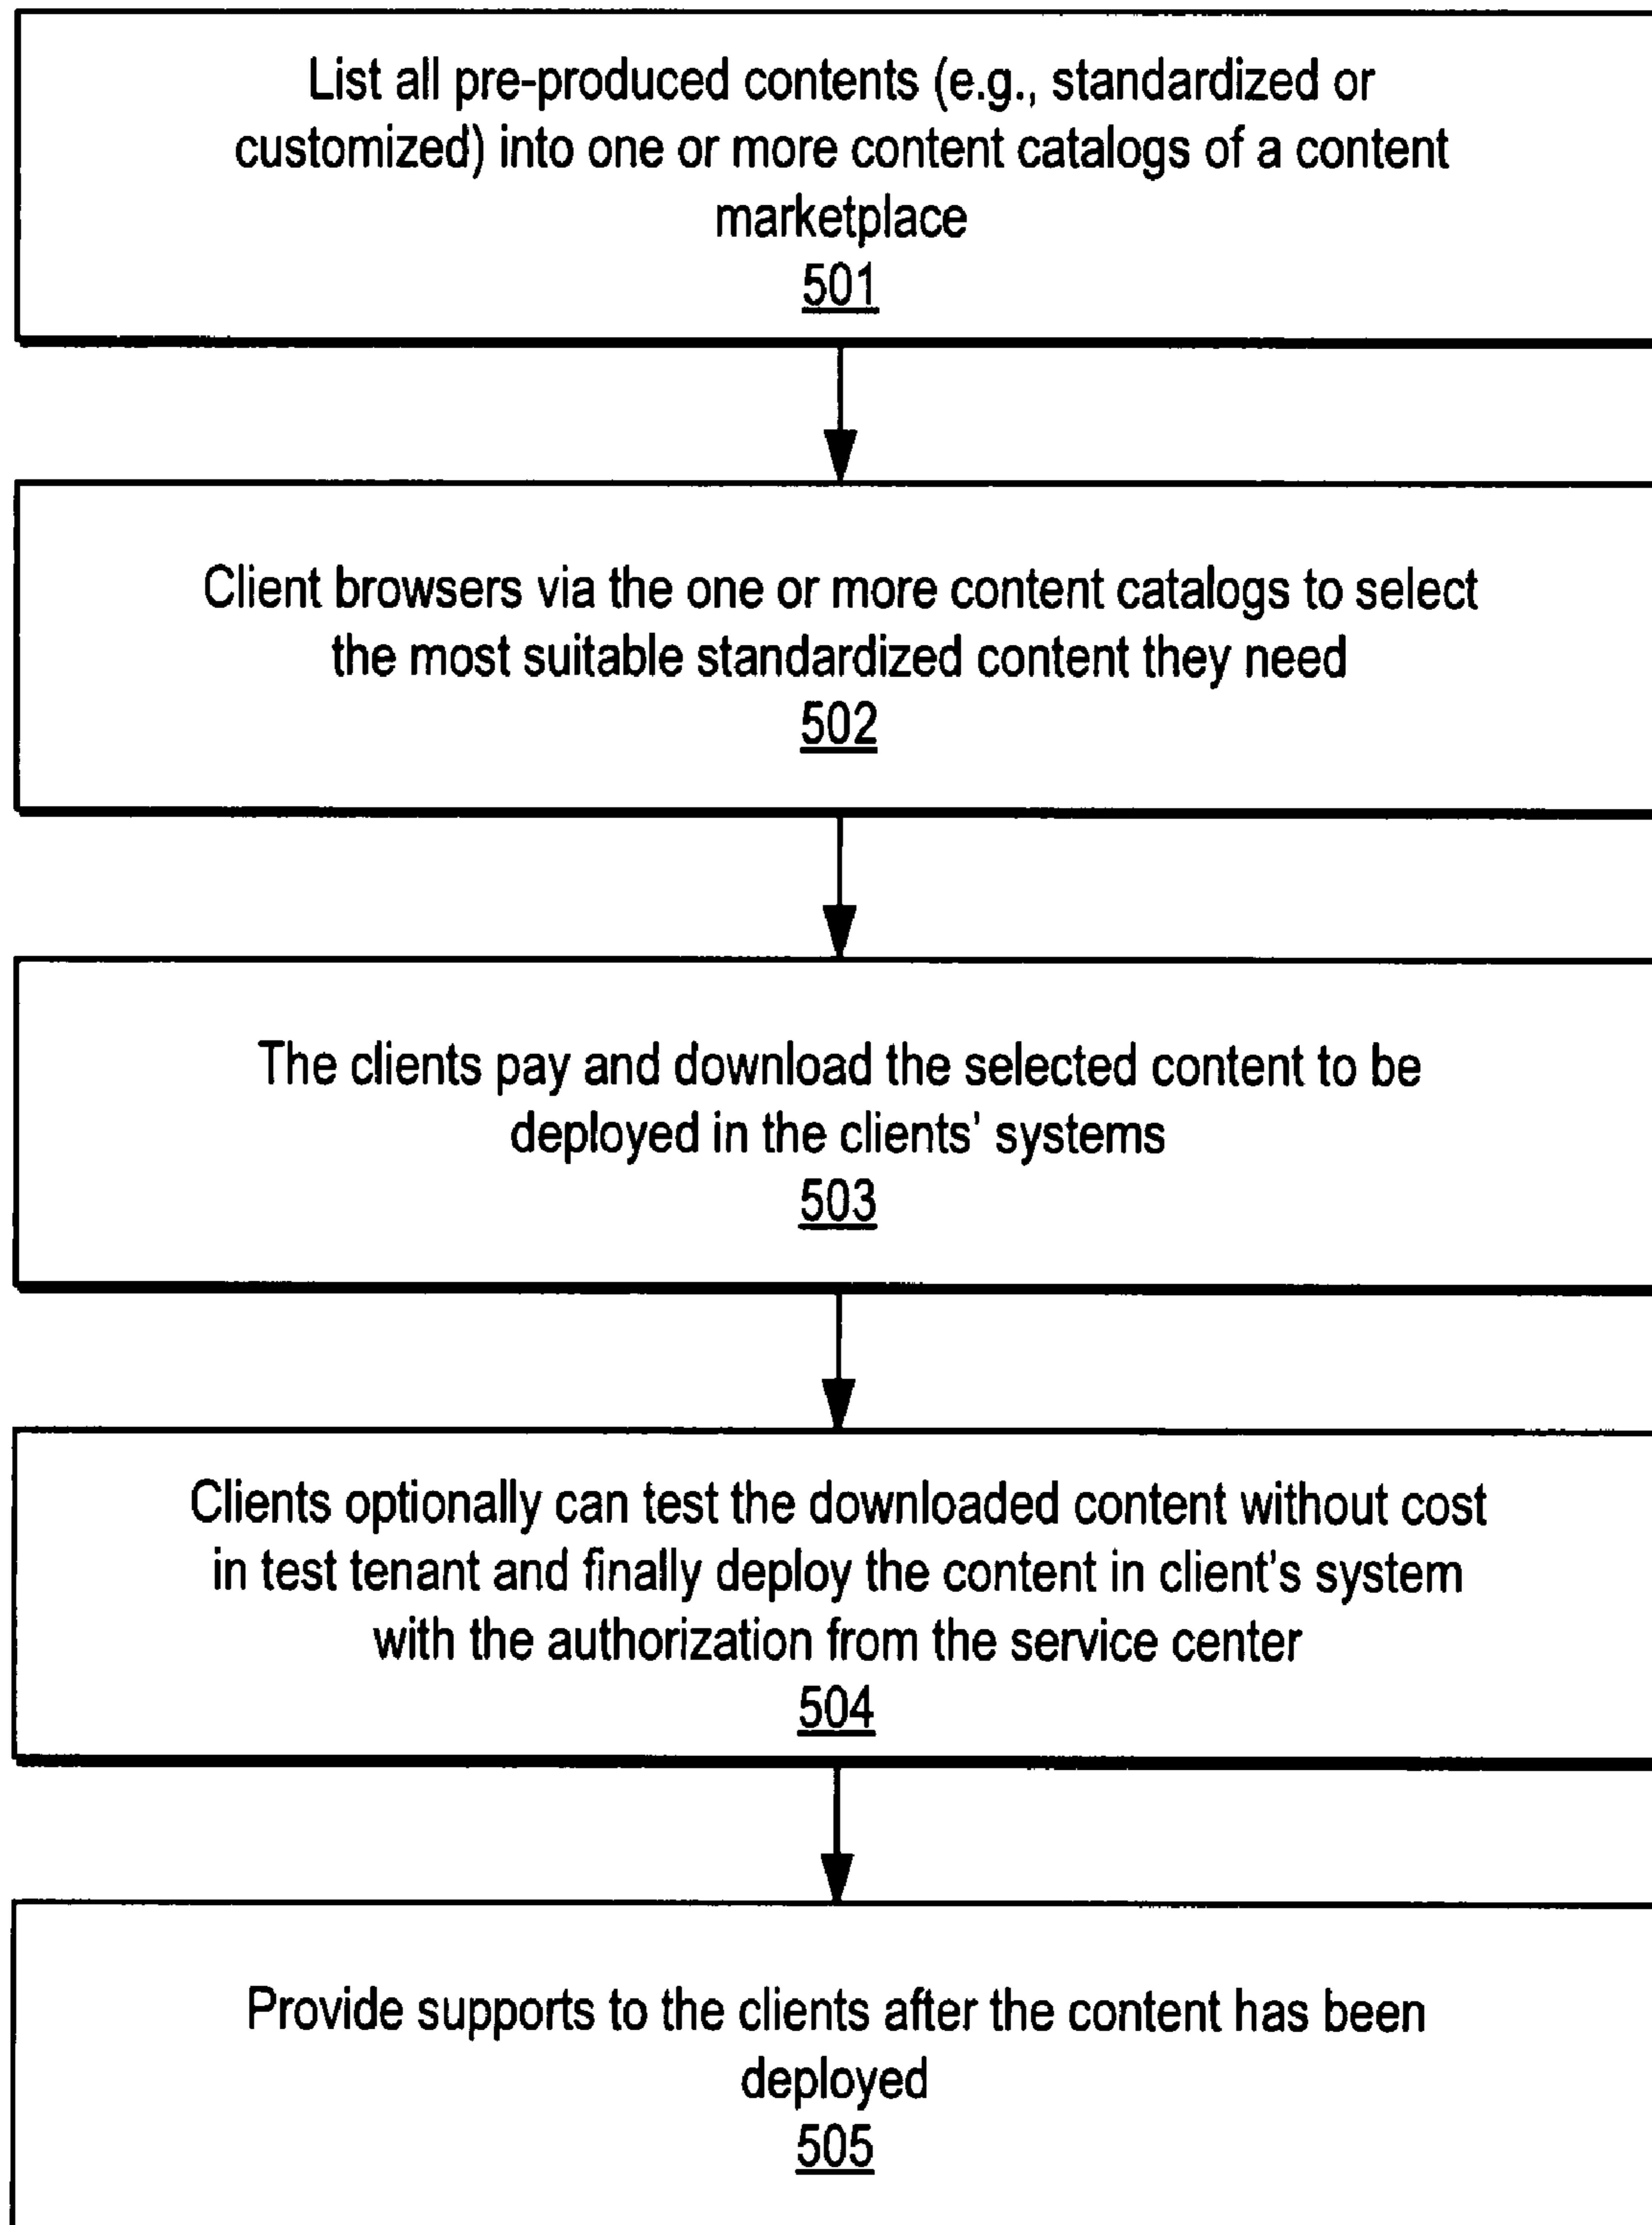 List all pre-produced contents (e.g., standardized or
customized) into one or more content catalogs of a content
marketplace
501
Client browsers via the one or more content catalogs to select
the most suitable standardized content they need
502
The clients pay and download the selected content to be
deployed in the clients' systems
503
Clients optionally can test the downloaded content without cost
in test tenant and finally deploy the content in client's system
with the authorization from the service center
504
Provide supports to the clients after the content has been
deployed
505